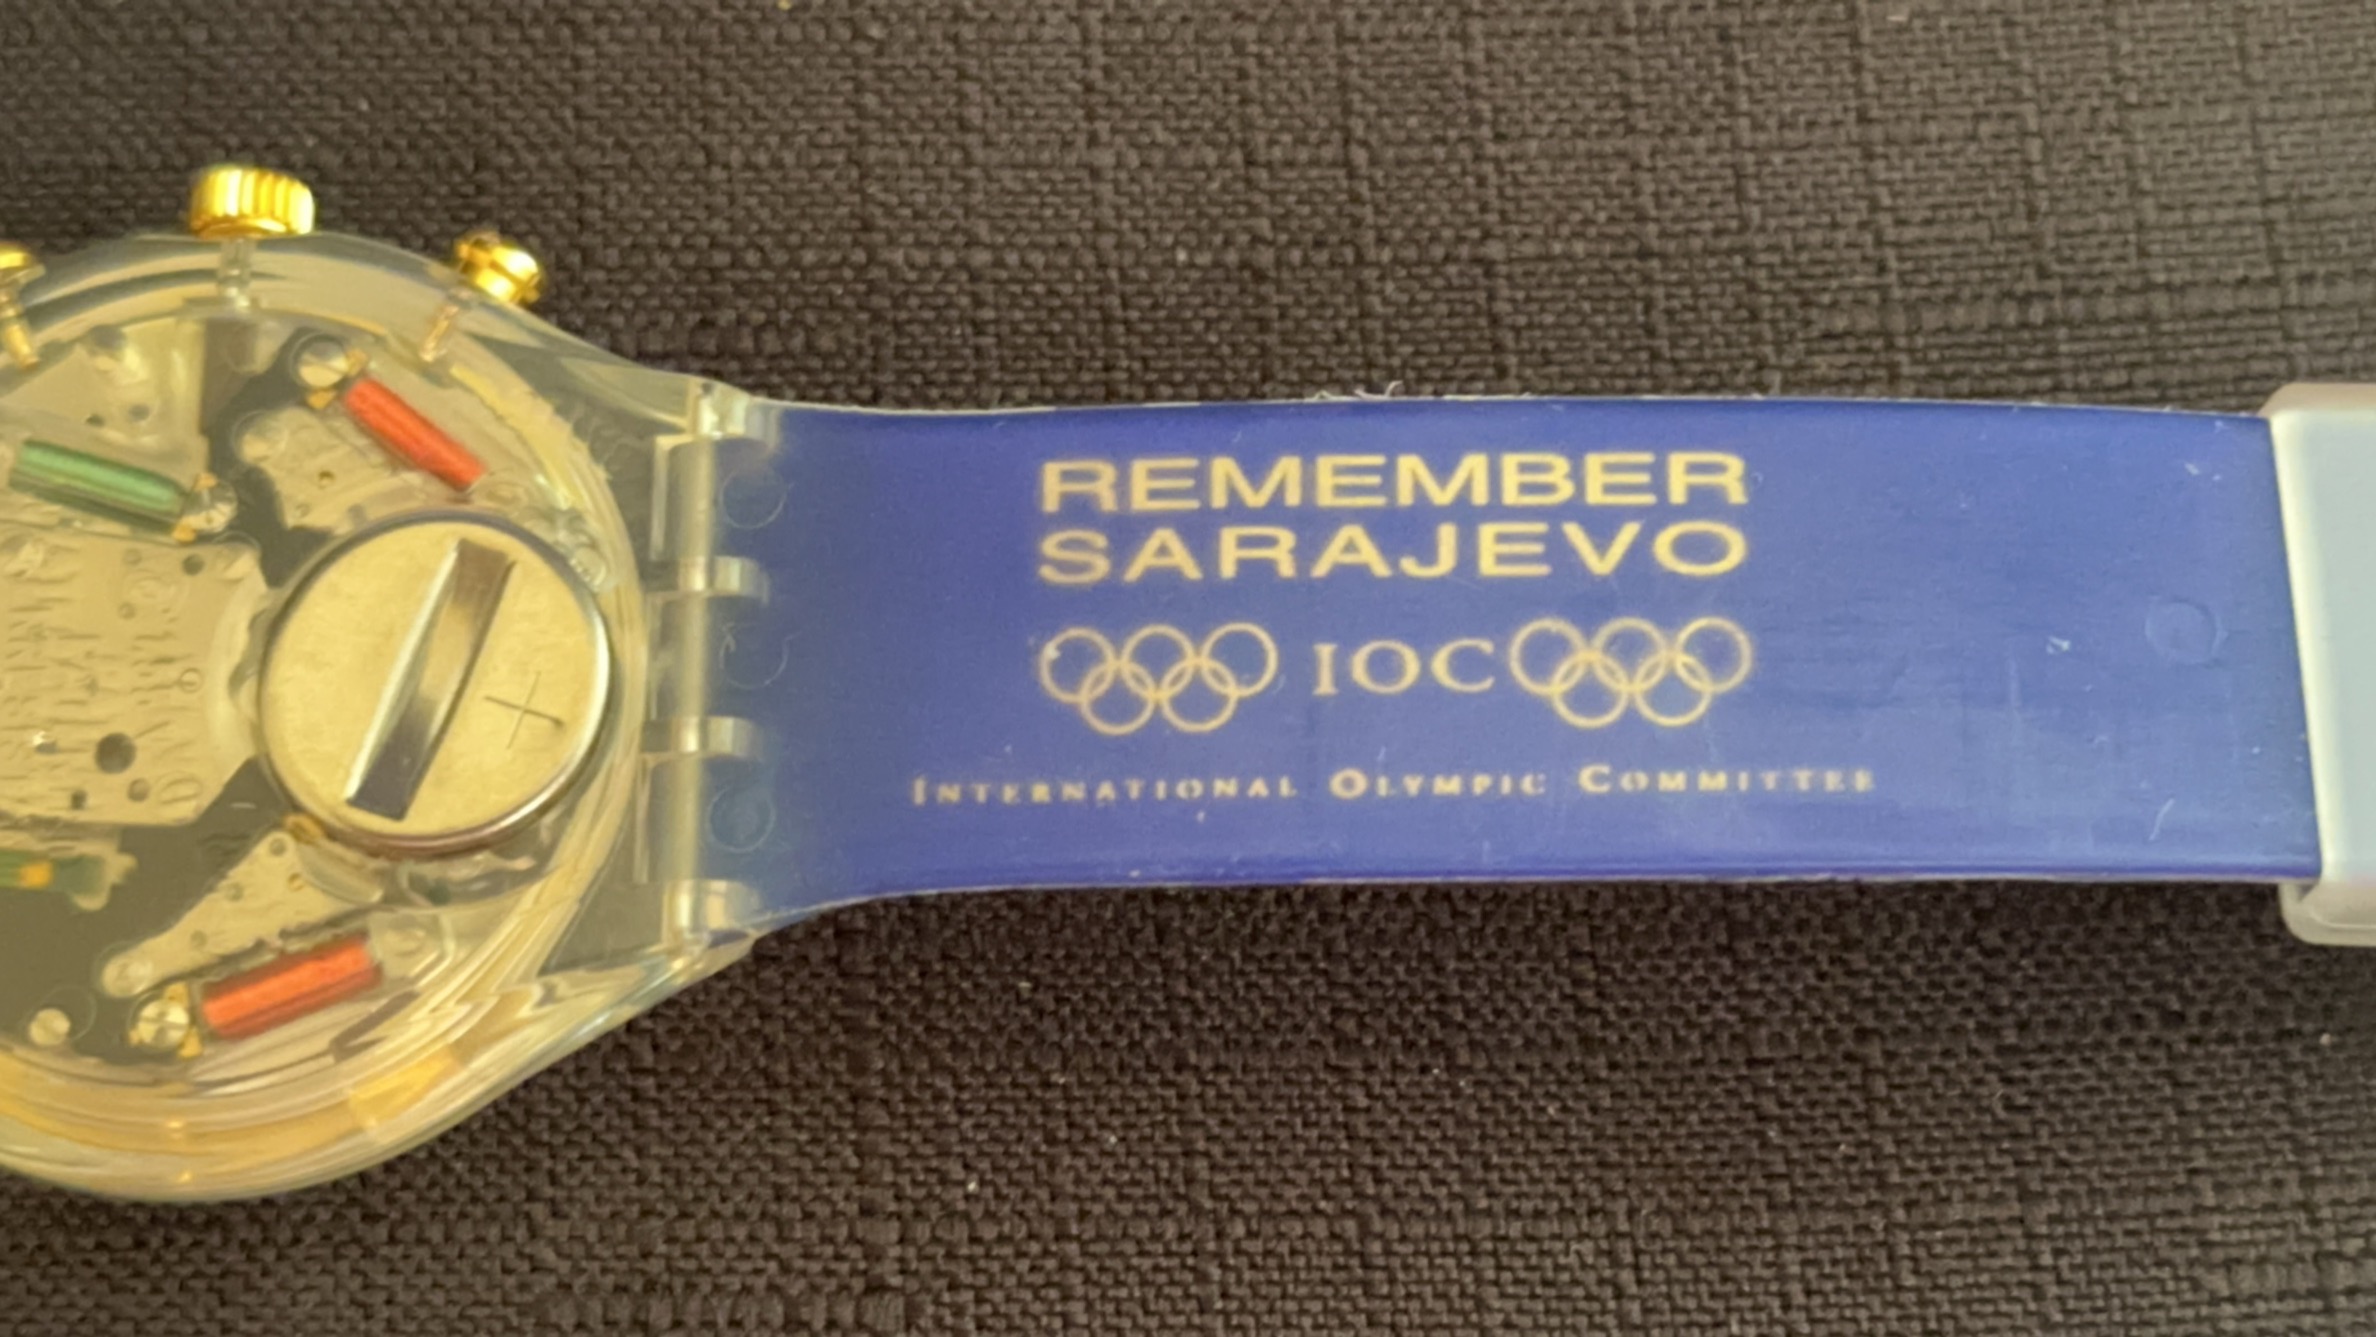 REMEMBER
SARAJEVO
IOC
INTERNATIONAL OLYMPIC COMMITTEE